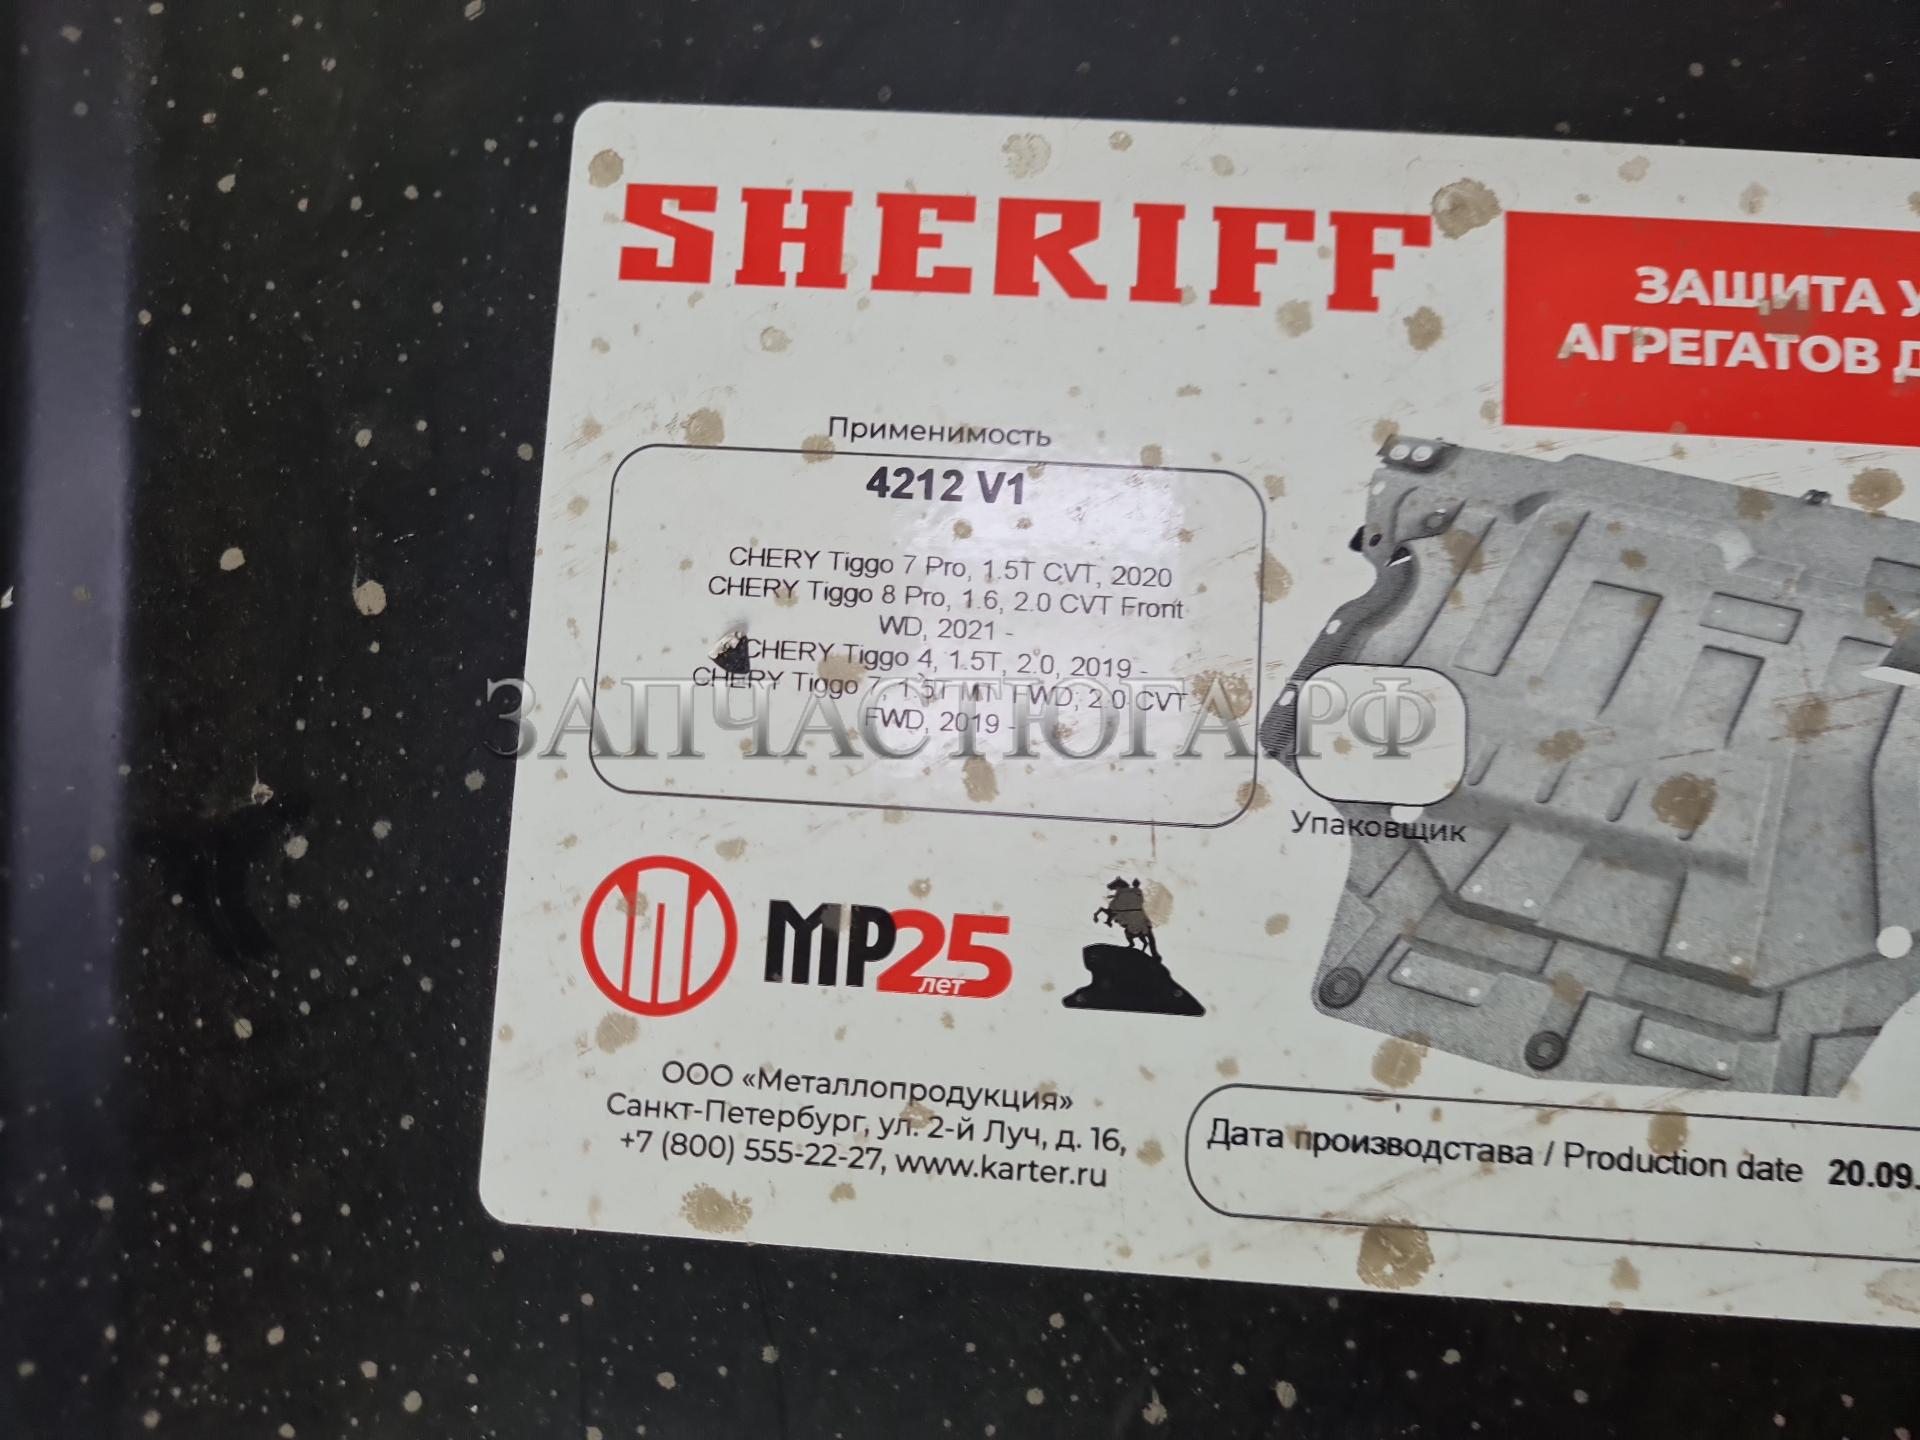 SHERIFF
ЗАЩИТА У
АГРЕГАТОВ Д
Применимость
4212 V1
CHERY Tiggo 7 Pro, 1.5T CVT, 2020
CHERY Tiggo 8 Pro, 1.6, 2.0 CVT Front
WD, 2021 -
CHERY Tiggo 4, 1.5T, 2.0, 2019 -
CHERY Tiggo 7, 1.5T MT FWD, 2.0 CVT
FWD, 2019 -
ЗАПЧАСТЮГА.РФ
Упаковщик
МР25
лет
ООО «Металлопродукция»
Санкт-Петербург, ул. 2-й Луч, д. 16,
+7 (800) 555-22-27, www.karter.ru
Дата производстава / Production date 20.09.